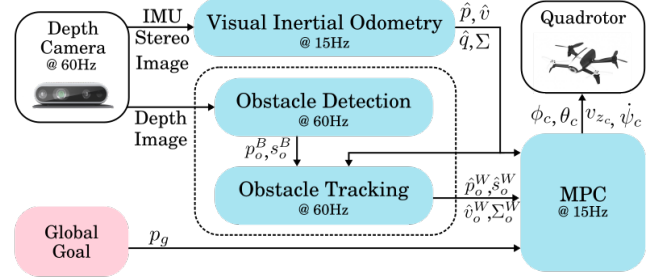 Depth
Camera
@ 60Hz
IMU
Stereo
Image
Visual Inertial Odometry
@ 15Hz
p̂, v̂
q̂, Σ
Quadrotor
Depth
Image
Obstacle Detection
@ 60Hz
p_o^B, s_o^B
Obstacle Tracking
@ 60Hz
p̂_o^W, ŝ_o^W
v̂_o^W, Σ_o^W
ϕ_c, θ_c, v_{z_c}, ψ̇_c
MPC
@ 15Hz
Global
Goal
p_g